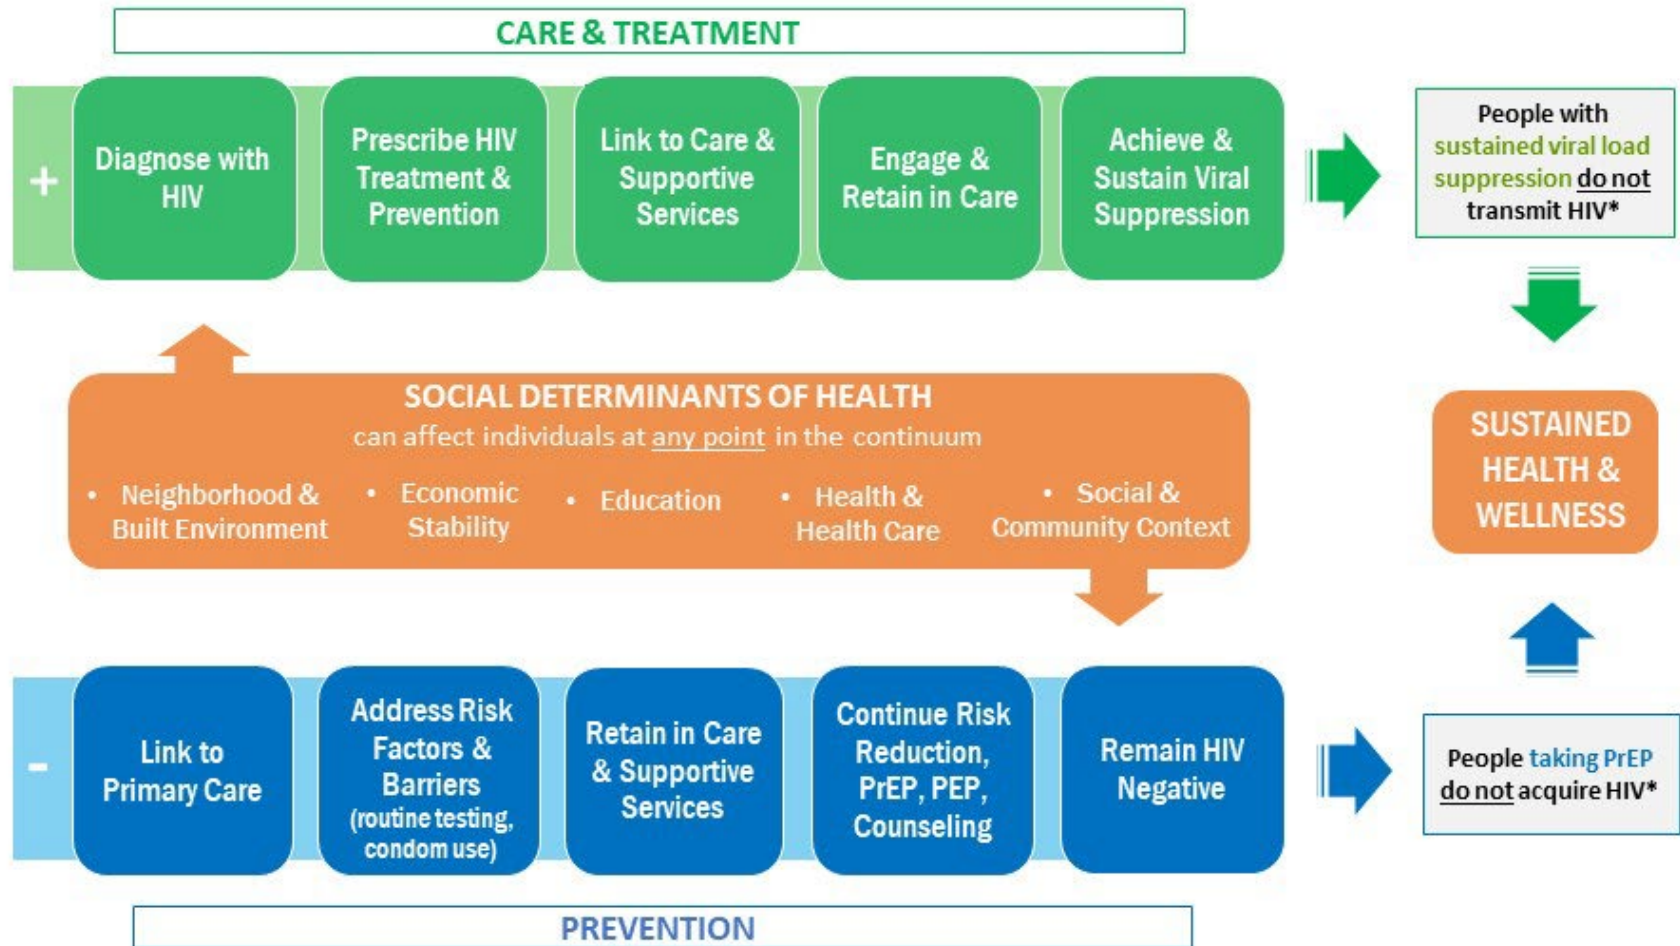 CARE & TREATMENT
+
Diagnose with
HIV
Prescribe HIV
Treatment &
Prevention
Link to Care &
Supportive
Services
Engage &
Retain in Care
Achieve &
Sustain Viral
Suppression
People with
sustained viral load
suppression do not
transmit HIV*
SOCIAL DETERMINANTS OF HEALTH
can affect individuals at any point in the continuum
• Neighborhood &
Built Environment
• Economic
Stability
• Education
• Health &
Health Care
• Social &
Community Context
SUSTAINED
HEALTH &
WELLNESS
-
Link to
Primary Care
Address Risk
Factors &
Barriers
(routine testing,
condom use)
Retain in Care
& Supportive
Services
Continue Risk
Reduction,
PrEP, PEP,
Counseling
Remain HIV
Negative
People taking PrEP
do not acquire HIV*
PREVENTION